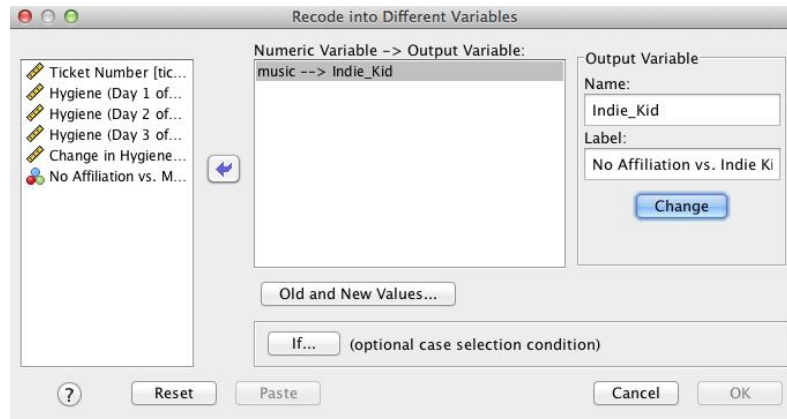 Recode into Different Variables
Ticket Number [tic...
Hygiene (Day 1 of...
Hygiene (Day 2 of...
Hygiene (Day 3 of...
Change in Hygiene...
No Affiliation vs. M...
Numeric Variable -> Output Variable:
music --> Indie_Kid
Output Variable
Name:
Indie_Kid
Label:
No Affiliation vs. Indie Ki
Change
Old and New Values...
If... (optional case selection condition)
? Reset Paste Cancel OK